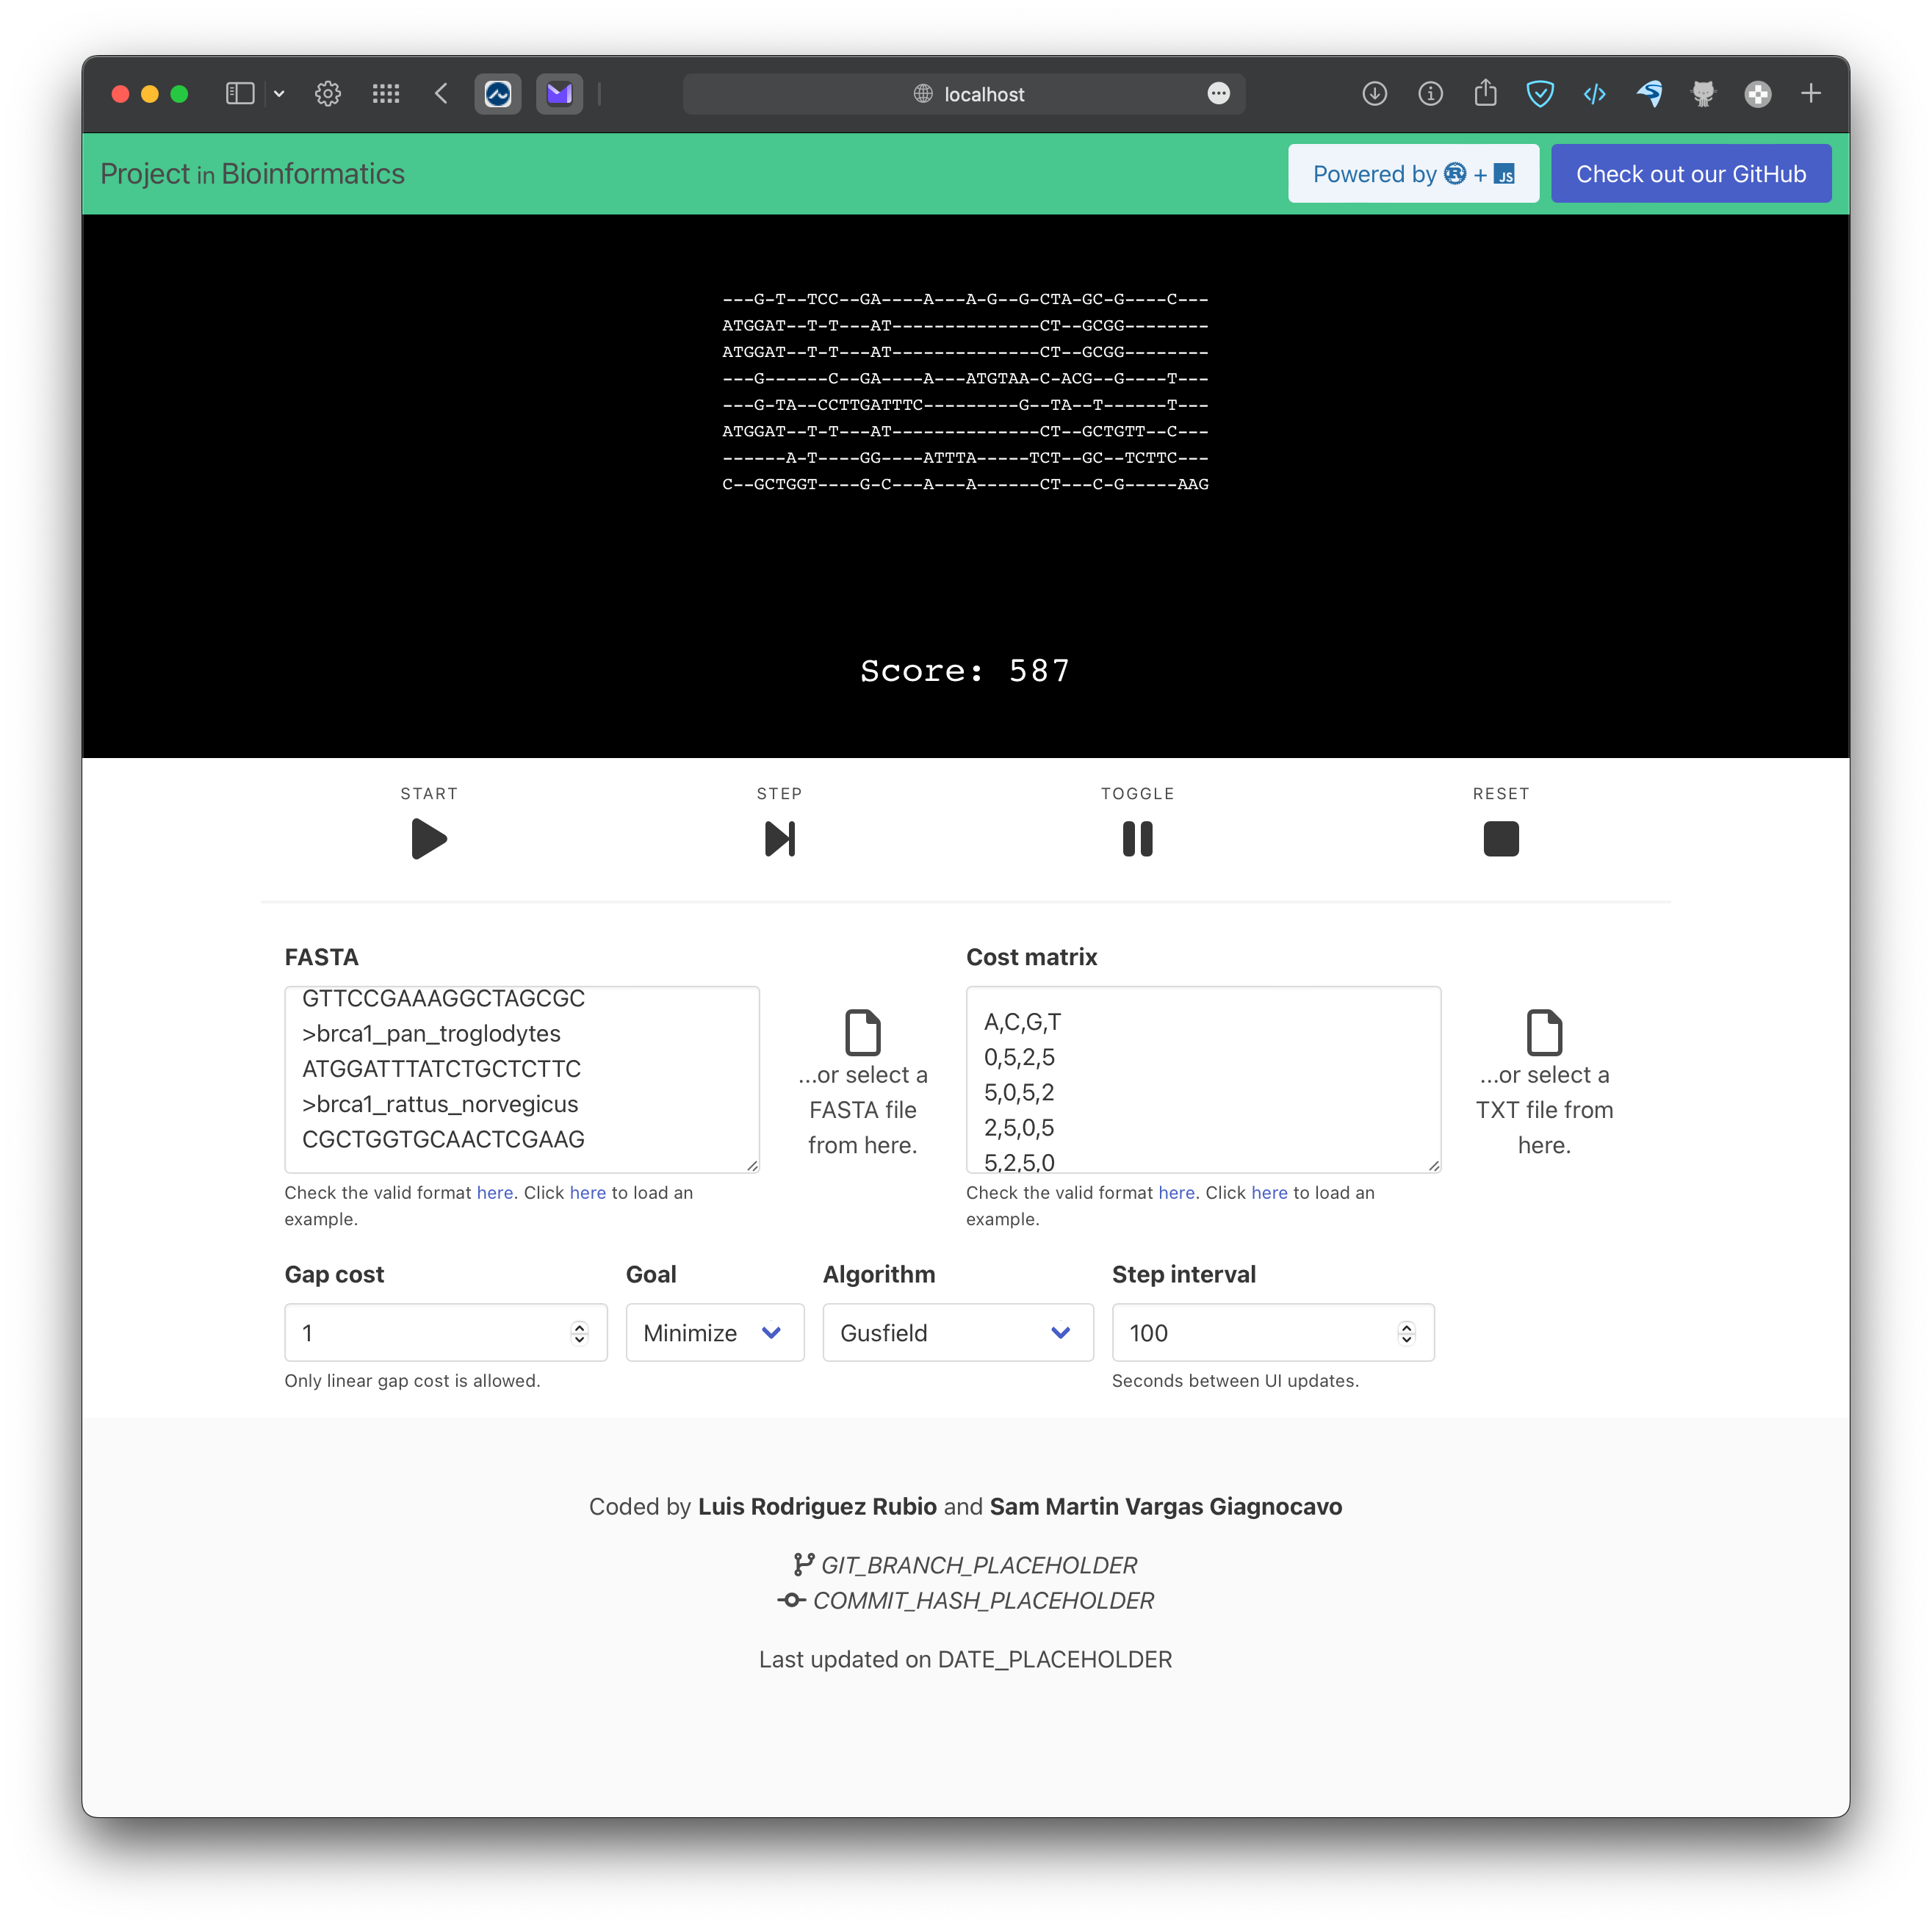 localhost
Project in Bioinformatics
Powered by + JS
Check out our GitHub
---G-T--TCC--GA----A---A-G--G-CTA-GC-G----C---
ATGGAT--T-T---AT--------------CT--GCGG--------
ATGGAT--T-T---AT--------------CT--GCGG--------
---G------C--GA----A---ATGTAA-C-ACG--G----T---
---G-TA--CCTTGATTTC---------G--TA--T------T---
ATGGAT--T-T---AT--------------CT--GCTGTT--C---
------A-T----GG----ATTTA-----TCT--GC--TCTTC---
C--GCTGGT----G-C---A---A------CT---C-G-----AAG
Score: 587
START
STEP
TOGGLE
RESET
FASTA
GTTCCGAAAGGCTAGCGC
>brca1_pan_troglodytes
ATGGATTTATCTGCTCTTC
>brca1_rattus_norvegicus
CGCTGGTGCAACTCGAAG
...or select a
FASTA file
from here.
Check the valid format here. Click here to load an
example.
Cost matrix
A,C,G,T
0,5,2,5
5,0,5,2
2,5,0,5
5,2,5,0
...or select a
TXT file from
here.
Check the valid format here. Click here to load an
example.
Gap cost
1
Only linear gap cost is allowed.
Goal
Minimize
Algorithm
Gusfield
Step interval
100
Seconds between UI updates.
Coded by Luis Rodriguez Rubio and Sam Martin Vargas Giagnocavo
GIT_BRANCH_PLACEHOLDER
COMMIT_HASH_PLACEHOLDER
Last updated on DATE_PLACEHOLDER